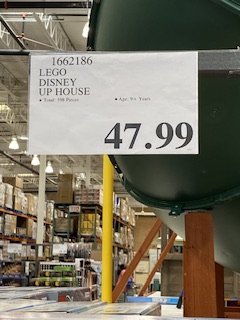 1662186
LEGO
DISNEY
UP HOUSE
• Total: 598 Pieces • Age: 9+ Years
47.99